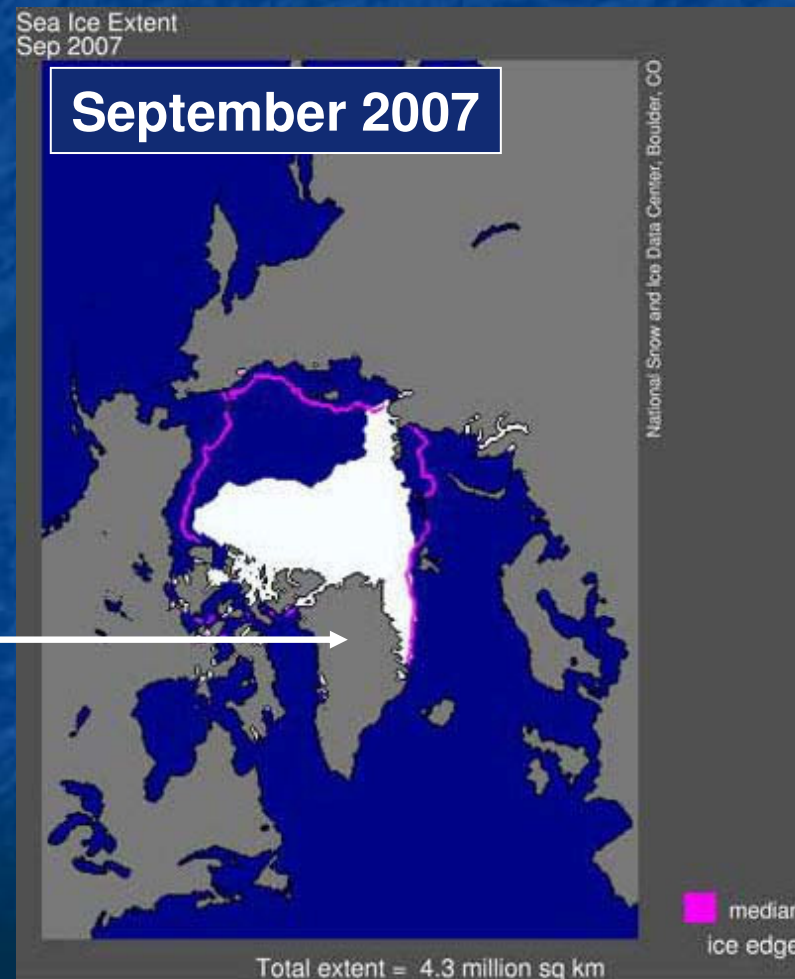 Sea Ice Extent
Sep 2007
September 2007
National Snow and Ice Data Center, Boulder, CO
median
ice edge
Total extent = 4.3 million sq km